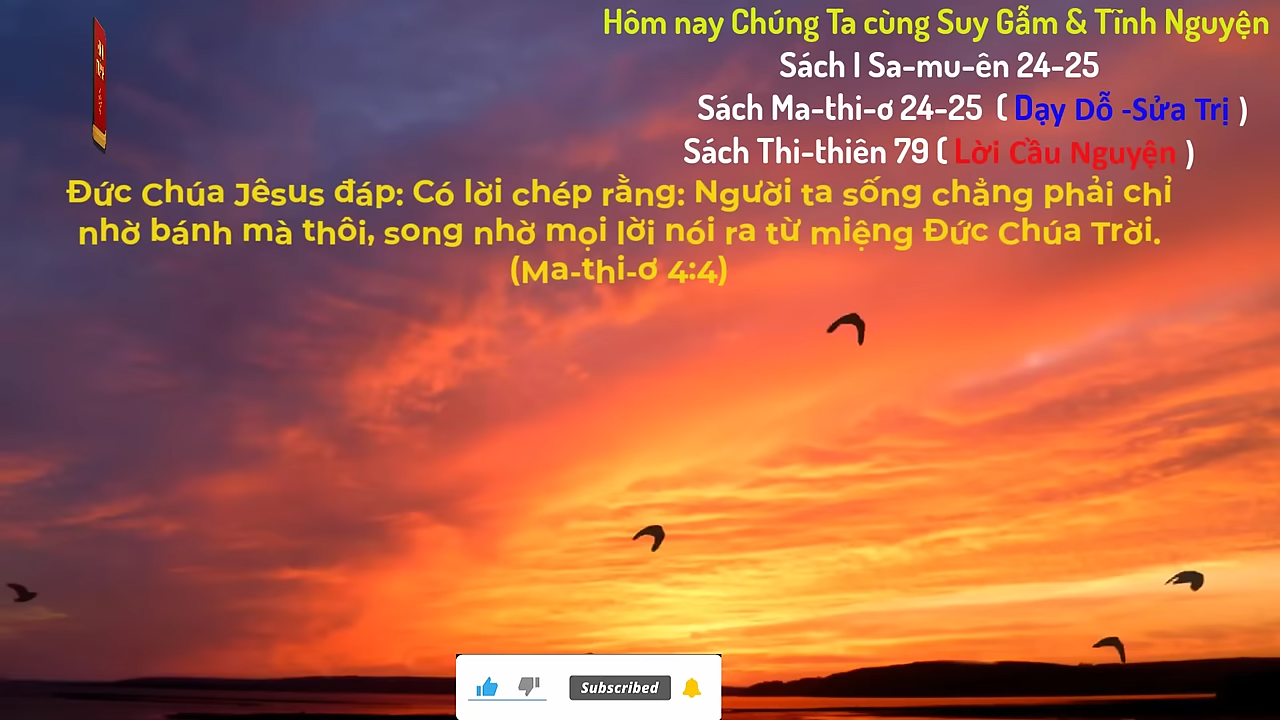 Hôm nay Chúng Ta cùng Suy Gẫm & Tĩnh Nguyện
Sách I Sa-mu-ên 24-25
Sách Ma-thi-ơ 24-25 ( Dạy Dỗ -Sửa Trị )
Sách Thi-thiên 79 ( Lời Cầu Nguyện )
Đức Chúa Jêsus đáp: Có lời chép rằng: Người ta sống chẳng phải chỉ
nhờ bánh mà thôi, song nhờ mọi lời nói ra từ miệng Đức Chúa Trời.
(Ma-thi-ơ 4:4)
Subscribed